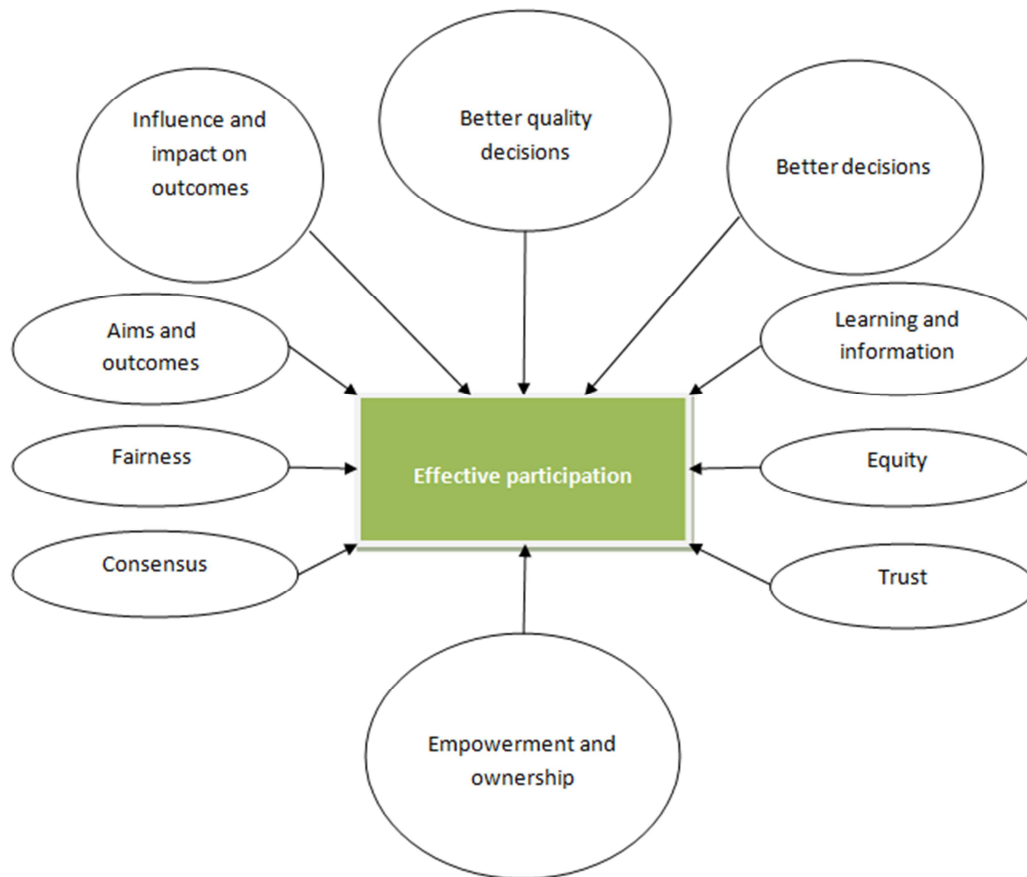 Influence and
impact on
outcomes
Better quality
decisions
Better decisions
Aims and
outcomes
Learning and
information
Fairness
Effective participation
Equity
Consensus
Trust
Empowerment and
ownership